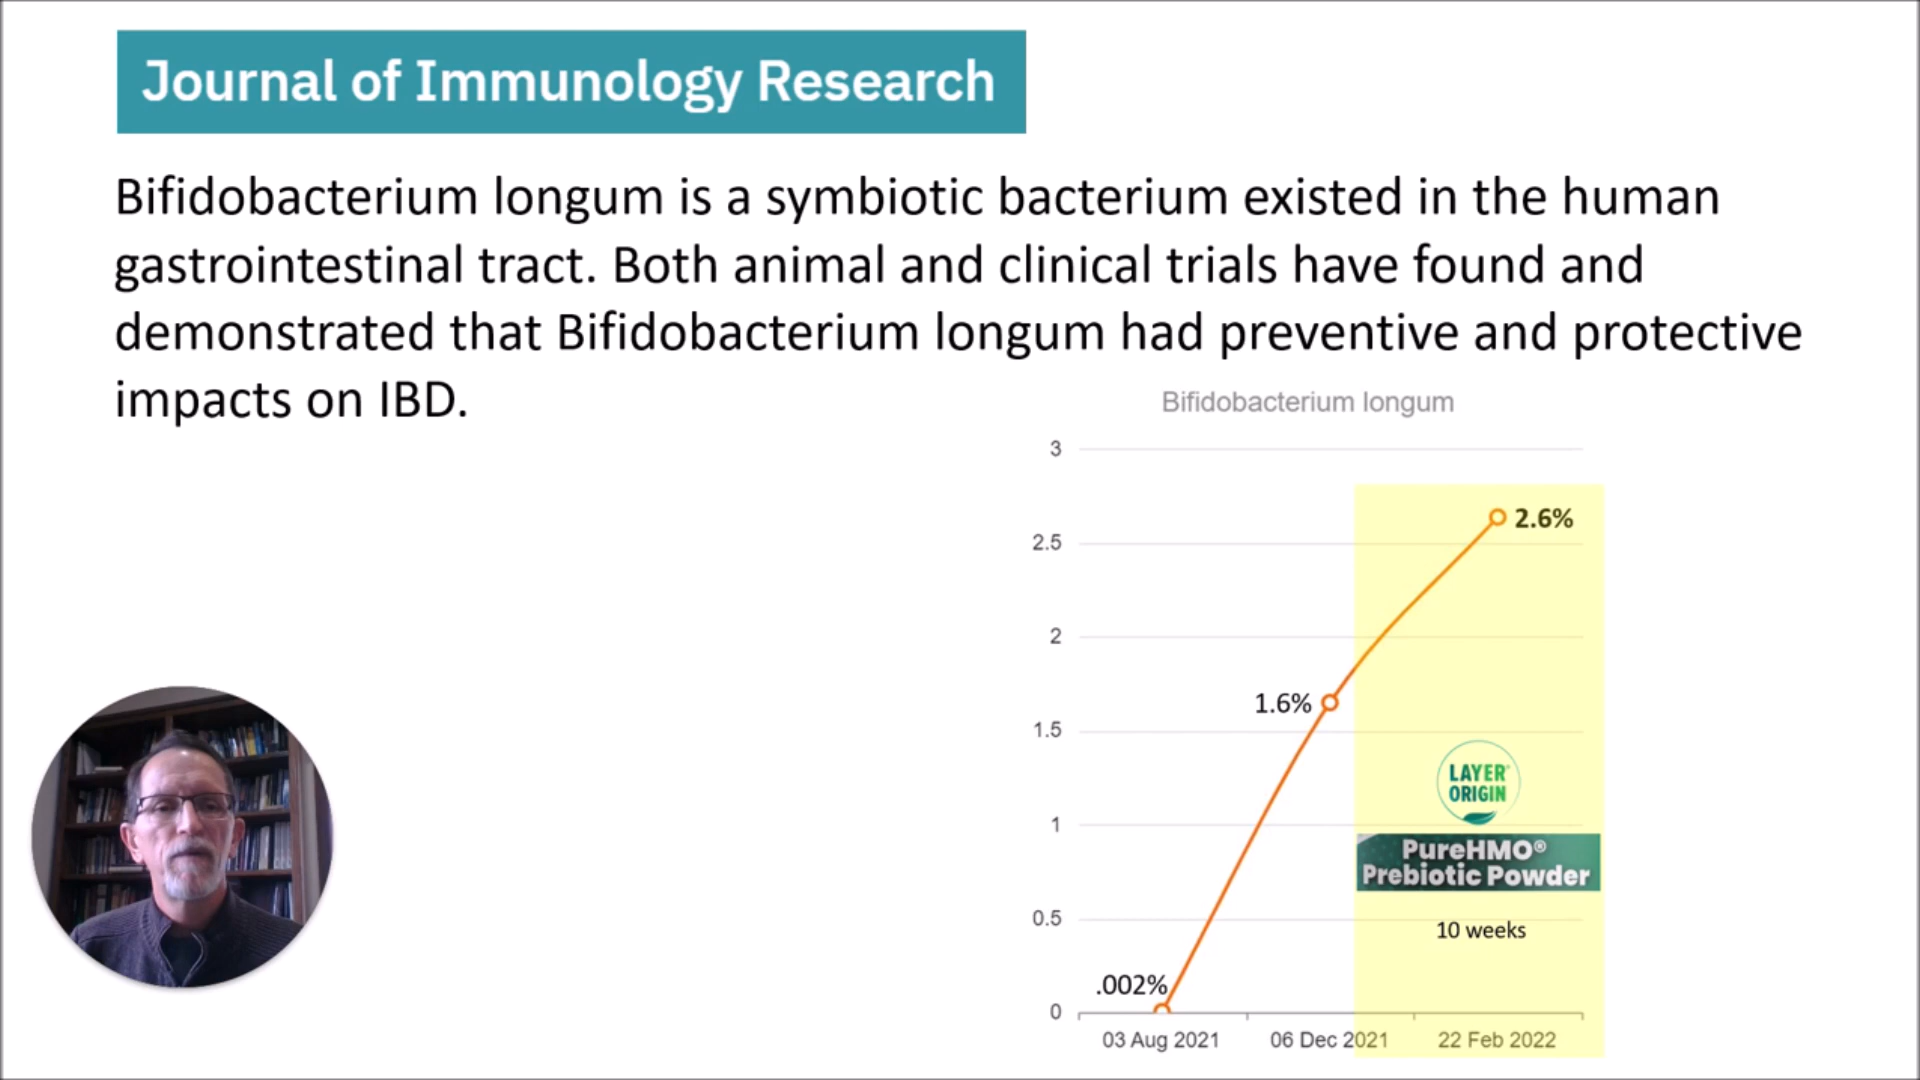 Journal of Immunology Research
Bifidobacterium longum is a symbiotic bacterium existed in the human
gastrointestinal tract. Both animal and clinical trials have found and
demonstrated that Bifidobacterium longum had preventive and protective
impacts on IBD.
Bifidobacterium longum
3
2.5
2
1.5
1
0.5
0
2.6%
1.6%
.002%
LAYER®
ORIGIN
PureHMO®
Prebiotic Powder
10 weeks
03 Aug 2021
06 Dec 2021
22 Feb 2022